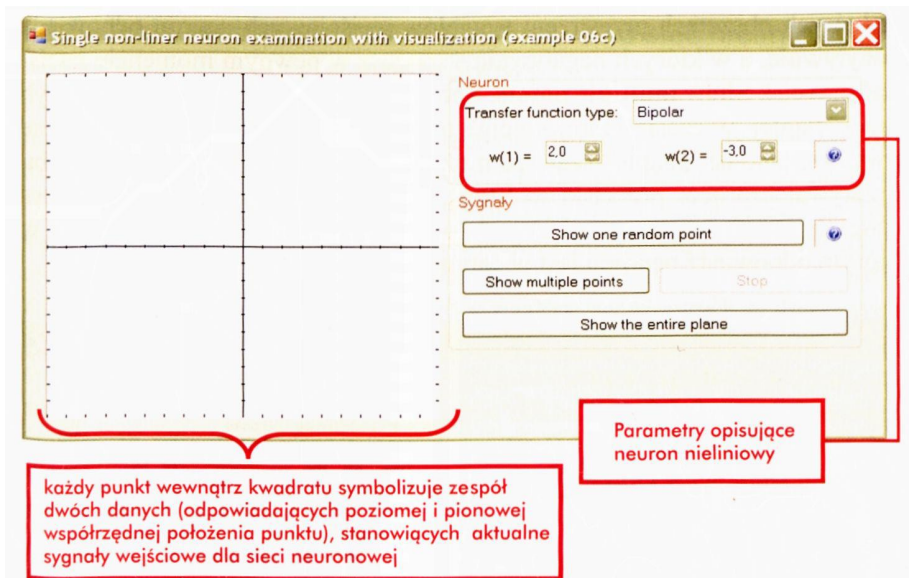 Single non-liner neuron examination with visualization (example 06c)
Neuron
Transfer function type: Bipolar
w(1) = 2,0 w(2) = -3,0
Sygnały
Show one random point
Show multiple points Stop
Show the entire plane
Parametry opisujące
neuron nieliniowy
każdy punkt wewnątrz kwadratu symbolizuje zespół
dwóch danych (odpowiadających poziomej i pionowej
współrzędnej położenia punktu), stanowiących aktualne
sygnały wejściowe dla sieci neuronowej